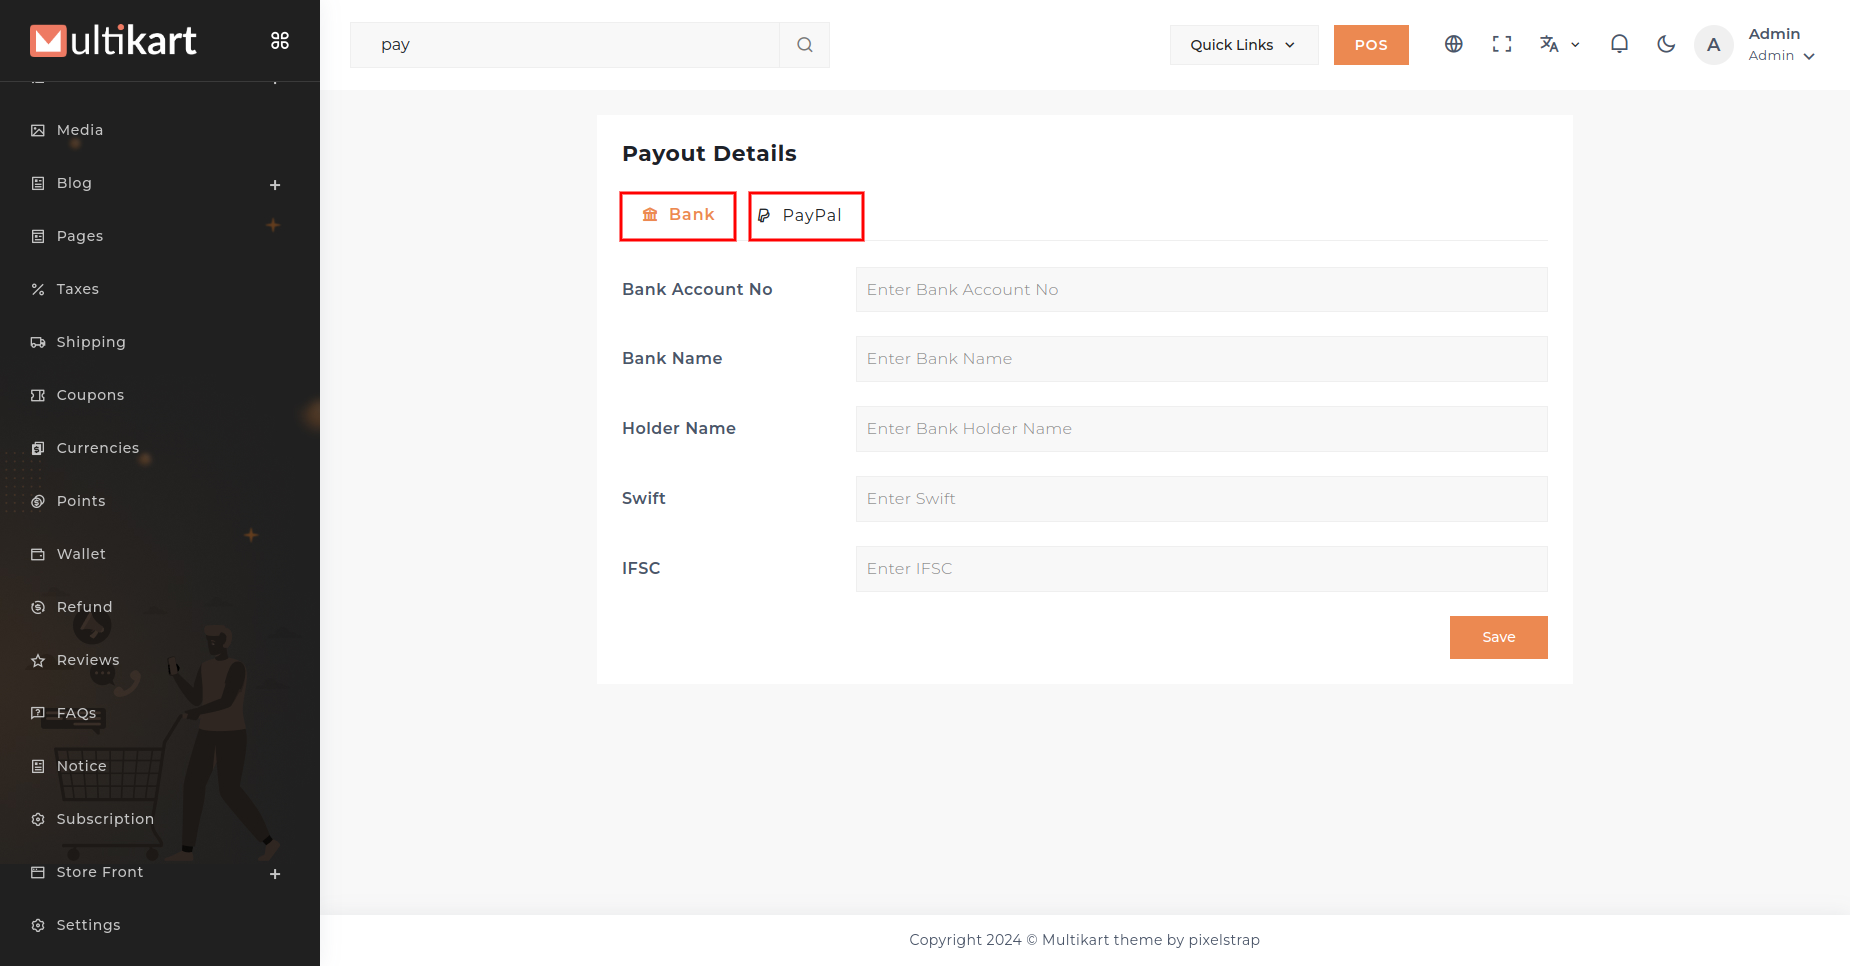 Multikart
pay
Quick Links
POS
A
Admin
Admin
Media
Blog
Pages
Taxes
Shipping
Coupons
Currencies
Points
Wallet
Refund
Reviews
FAQs
Notice
Subscription
Store Front
Settings
Payout Details
Bank PayPal
Bank Account No Enter Bank Account No
Bank Name Enter Bank Name
Holder Name Enter Bank Holder Name
Swift Enter Swift
IFSC Enter IFSC
Save
Copyright 2024 © Multikart theme by pixelstrap